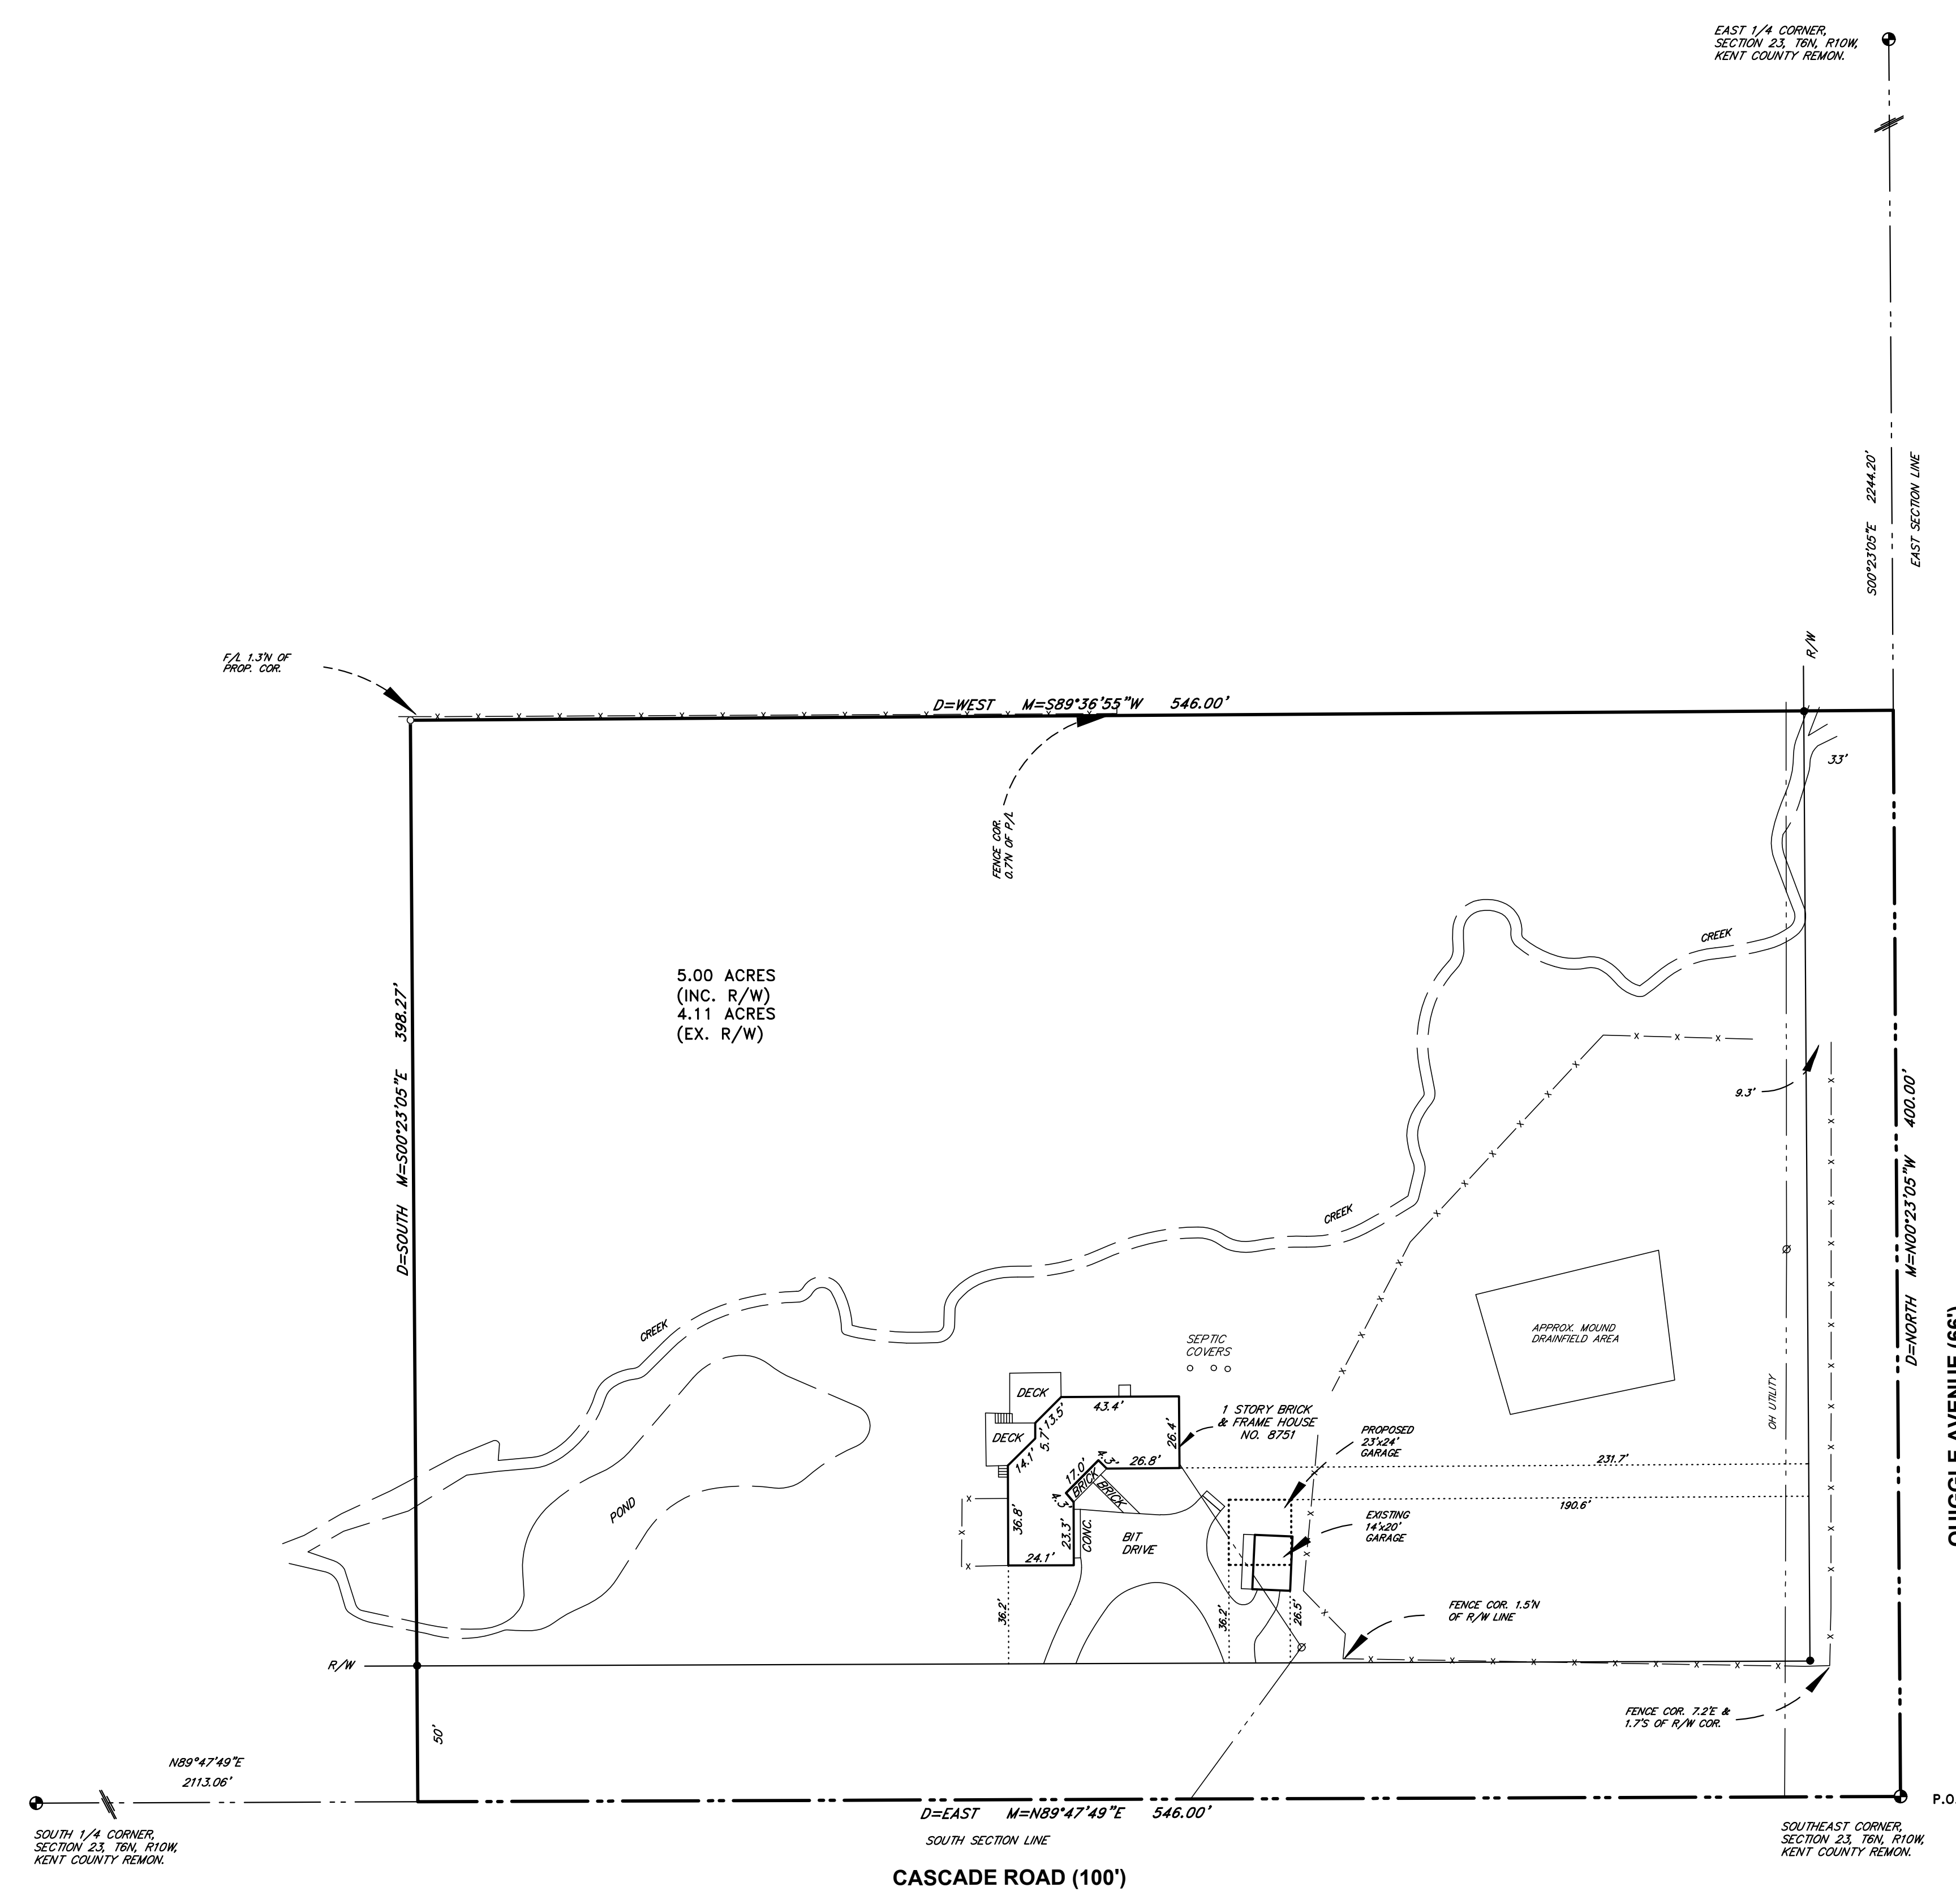 EAST 1/4 CORNER,
SECTION 23, T6N, R10W,
KENT COUNTY REMON.
S00°23'05"E 2244.20'
EAST SECTION LINE
R/W
F/L 1.3'N OF
PROP. COR.
D=WEST M=S89°36'55"W 546.00'
33'
FENCE COR.
0.7'N OF P/L
CREEK
5.00 ACRES
(INC. R/W)
4.11 ACRES
(EX. R/W)
D=SOUTH M=S00°23'05"E 398.27'
9.3'
D=NORTH M=N00°23'05"W 400.00'
CREEK
CREEK
SEPTIC
COVERS
APPROX. MOUND
DRAINFIELD AREA
OH UTILITY
QUIGGLE AVENUE (66')
DECK
DECK
13.5'
5.7'
14.1'
43.4'
26.4'
26.8'
4.3'
17.0'
4.3'
BRICK
BRICK
36.8'
23.3'
24.1'
CONC.
BIT
DRIVE
1 STORY BRICK
& FRAME HOUSE
NO. 8751
PROPOSED
23'x24'
GARAGE
231.7'
190.6'
EXISTING
14'x20'
GARAGE
POND
36.2'
36.2'
26.5'
FENCE COR. 1.5'N
OF R/W LINE
R/W
50'
FENCE COR. 7.2'E &
1.7'S OF R/W COR.
N89°47'49"E
2113.06'
D=EAST M=N89°47'49"E 546.00'
P.O.
SOUTH 1/4 CORNER,
SECTION 23, T6N, R10W,
KENT COUNTY REMON.
SOUTH SECTION LINE
SOUTHEAST CORNER,
SECTION 23, T6N, R10W,
KENT COUNTY REMON.
CASCADE ROAD (100')